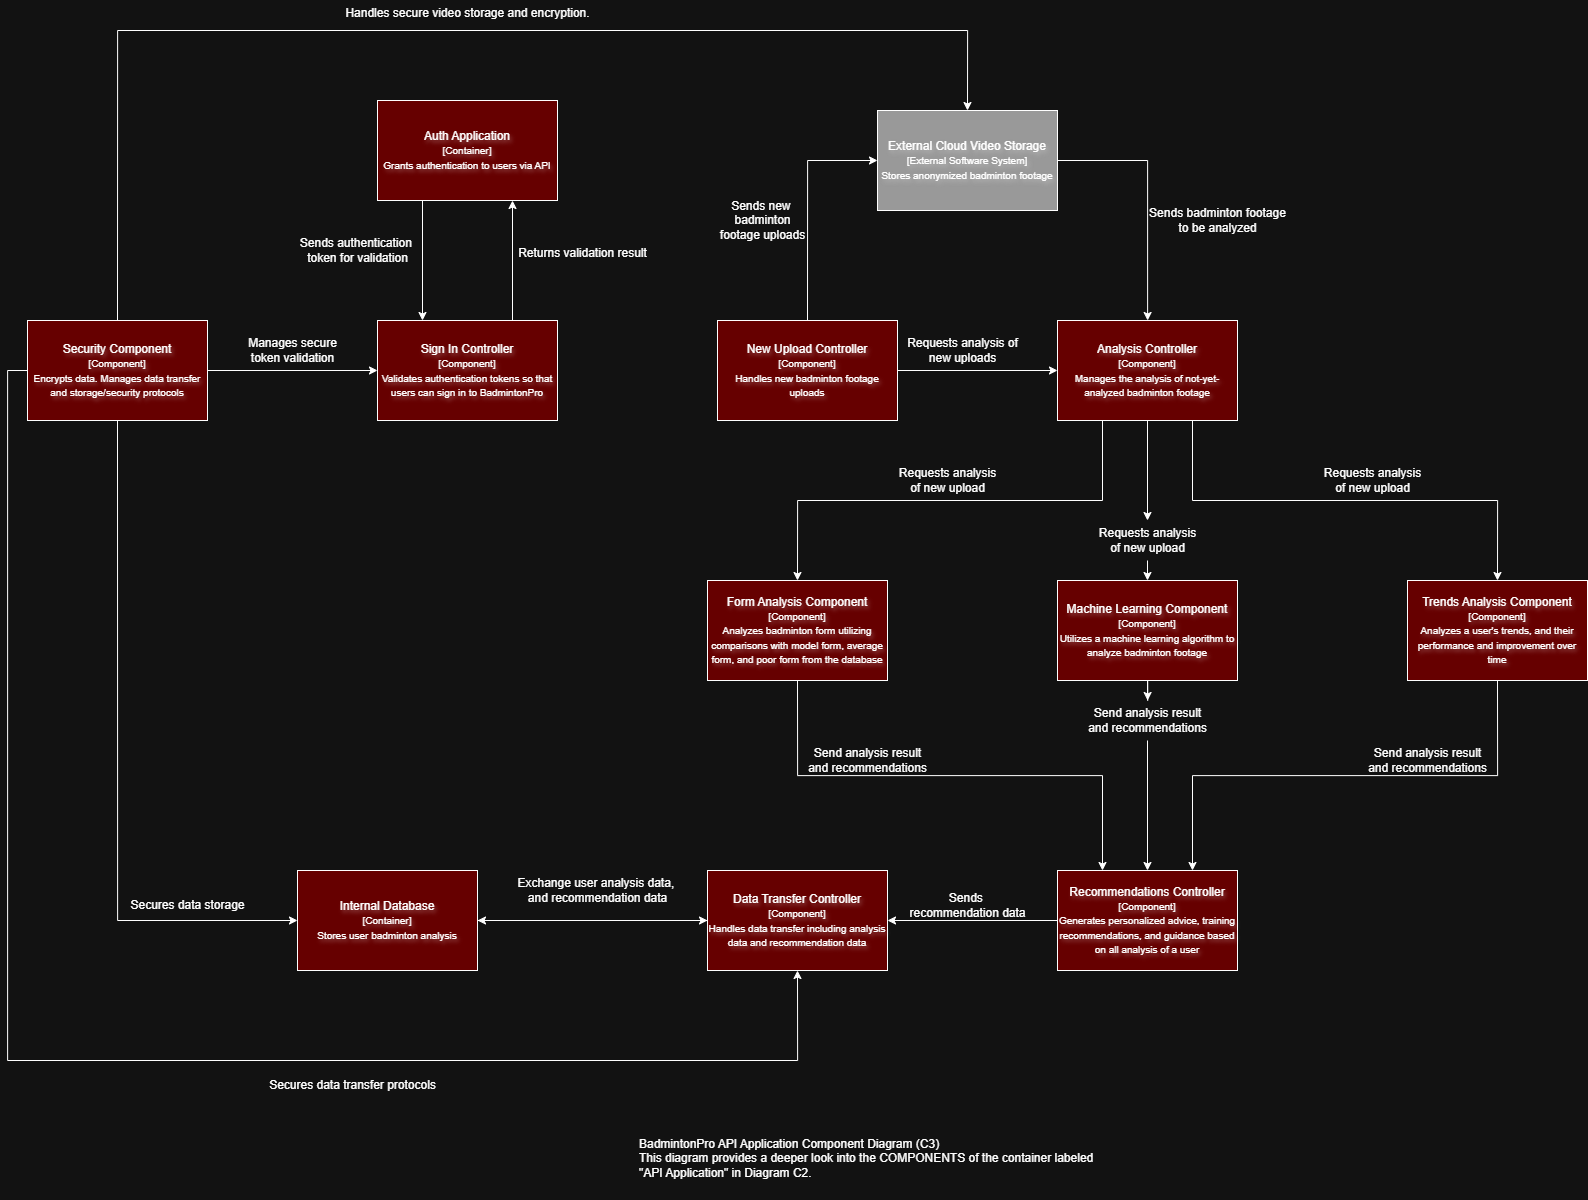 Handles secure video storage and encryption.
Auth Application
[Container]
Grants authentication to users via API
External Cloud Video Storage
[External Software System]
Stores anonymized badminton footage
Sends new
badminton
footage uploads
Sends badminton footage
to be analyzed
Sends authentication
token for validation
Returns validation result
Security Component
[Component]
Encrypts data. Manages data transfer
and storage/security protocols
Manages secure
token validation
Sign In Controller
[Component]
Validates authentication tokens so that
users can sign in to BadmintonPro
New Upload Controller
[Component]
Handles new badminton footage
uploads
Requests analysis of
new uploads
Analysis Controller
[Component]
Manages the analysis of not-yet-
analyzed badminton footage
Requests analysis
of new upload
Requests analysis
of new upload
Requests analysis
of new upload
Form Analysis Component
[Component]
Analyzes badminton form utilizing
comparisons with model form, average
form, and poor form from the database
Machine Learning Component
[Component]
Utilizes a machine learning algorithm to
analyze badminton footage
Trends Analysis Component
[Component]
Analyzes a user's trends, and their
performance and improvement over
time
Send analysis result
and recommendations
Send analysis result
and recommendations
Send analysis result
and recommendations
Secures data storage
Internal Database
[Container]
Stores user badminton analysis
Exchange user analysis data,
and recommendation data
Data Transfer Controller
[Component]
Handles data transfer including analysis
data and recommendation data
Sends
recommendation data
Recommendations Controller
[Component]
Generates personalized advice, training
recommendations, and guidance based
on all analysis of a user
Secures data transfer protocols
BadmintonPro API Application Component Diagram (C3)
This diagram provides a deeper look into the COMPONENTS of the container labeled
"API Application" in Diagram C2.